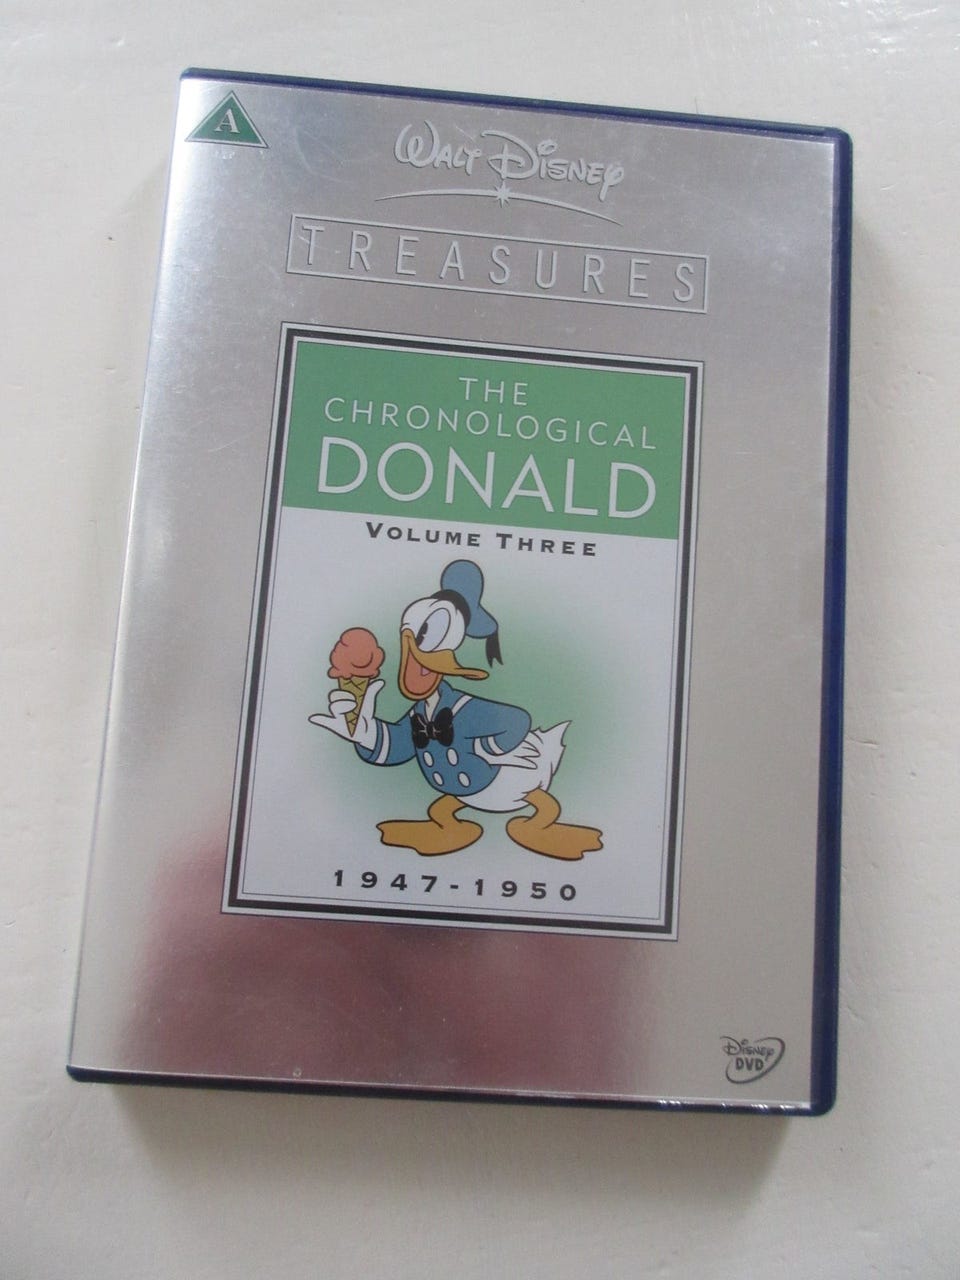 A
Walt Disney
TREASURES
THE
CHRONOLOGICAL
DONALD
VOLUME THREE
1947-1950
Disney
DVD